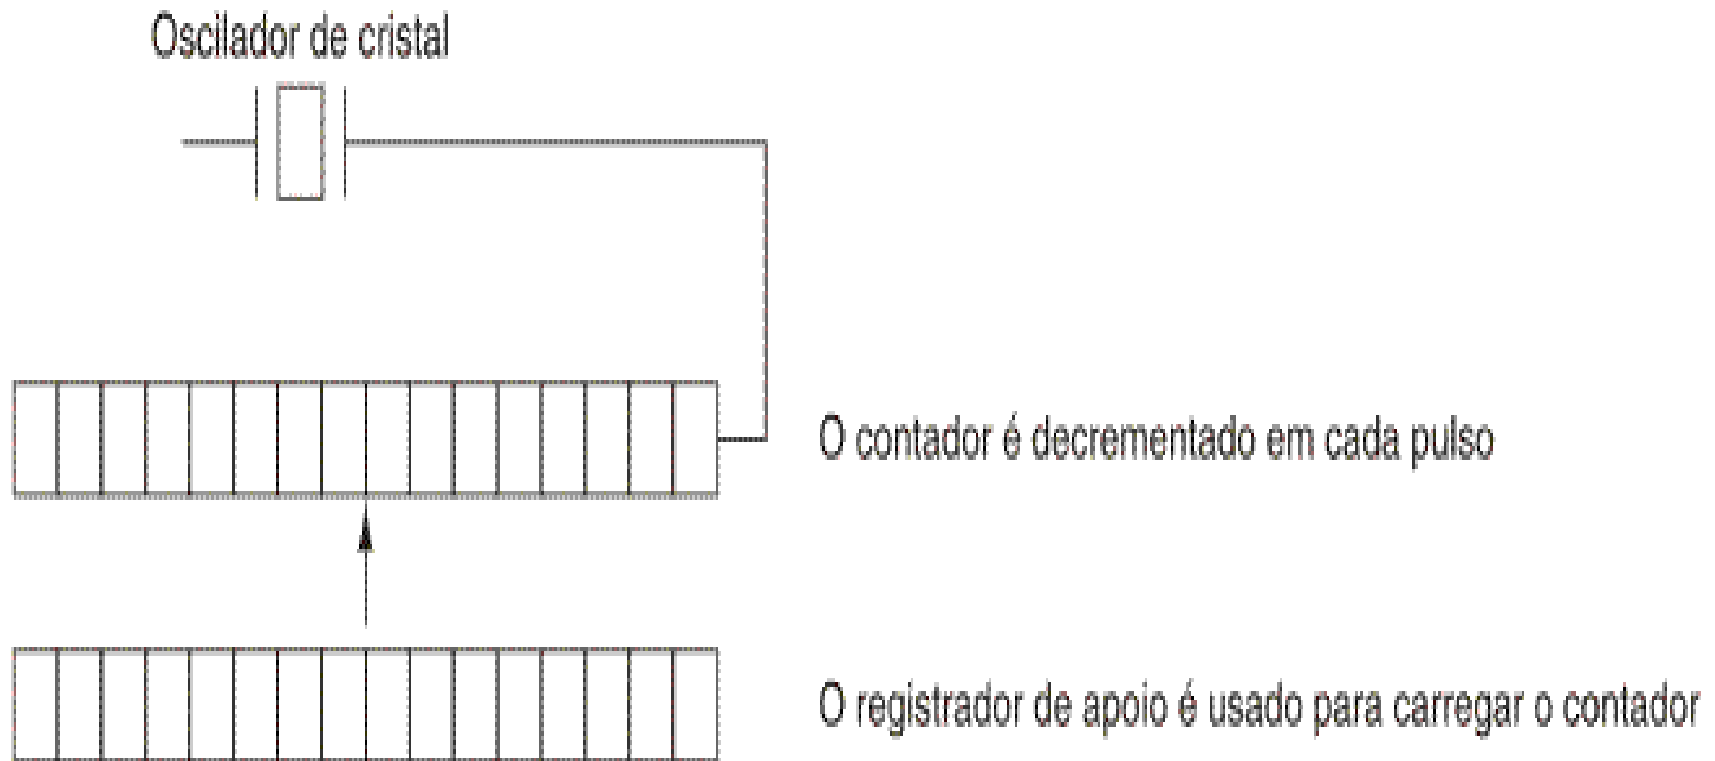 Oscilador de cristal
O contador é decrementado em cada pulso
O registrador de apoio é usado para carregar o contador